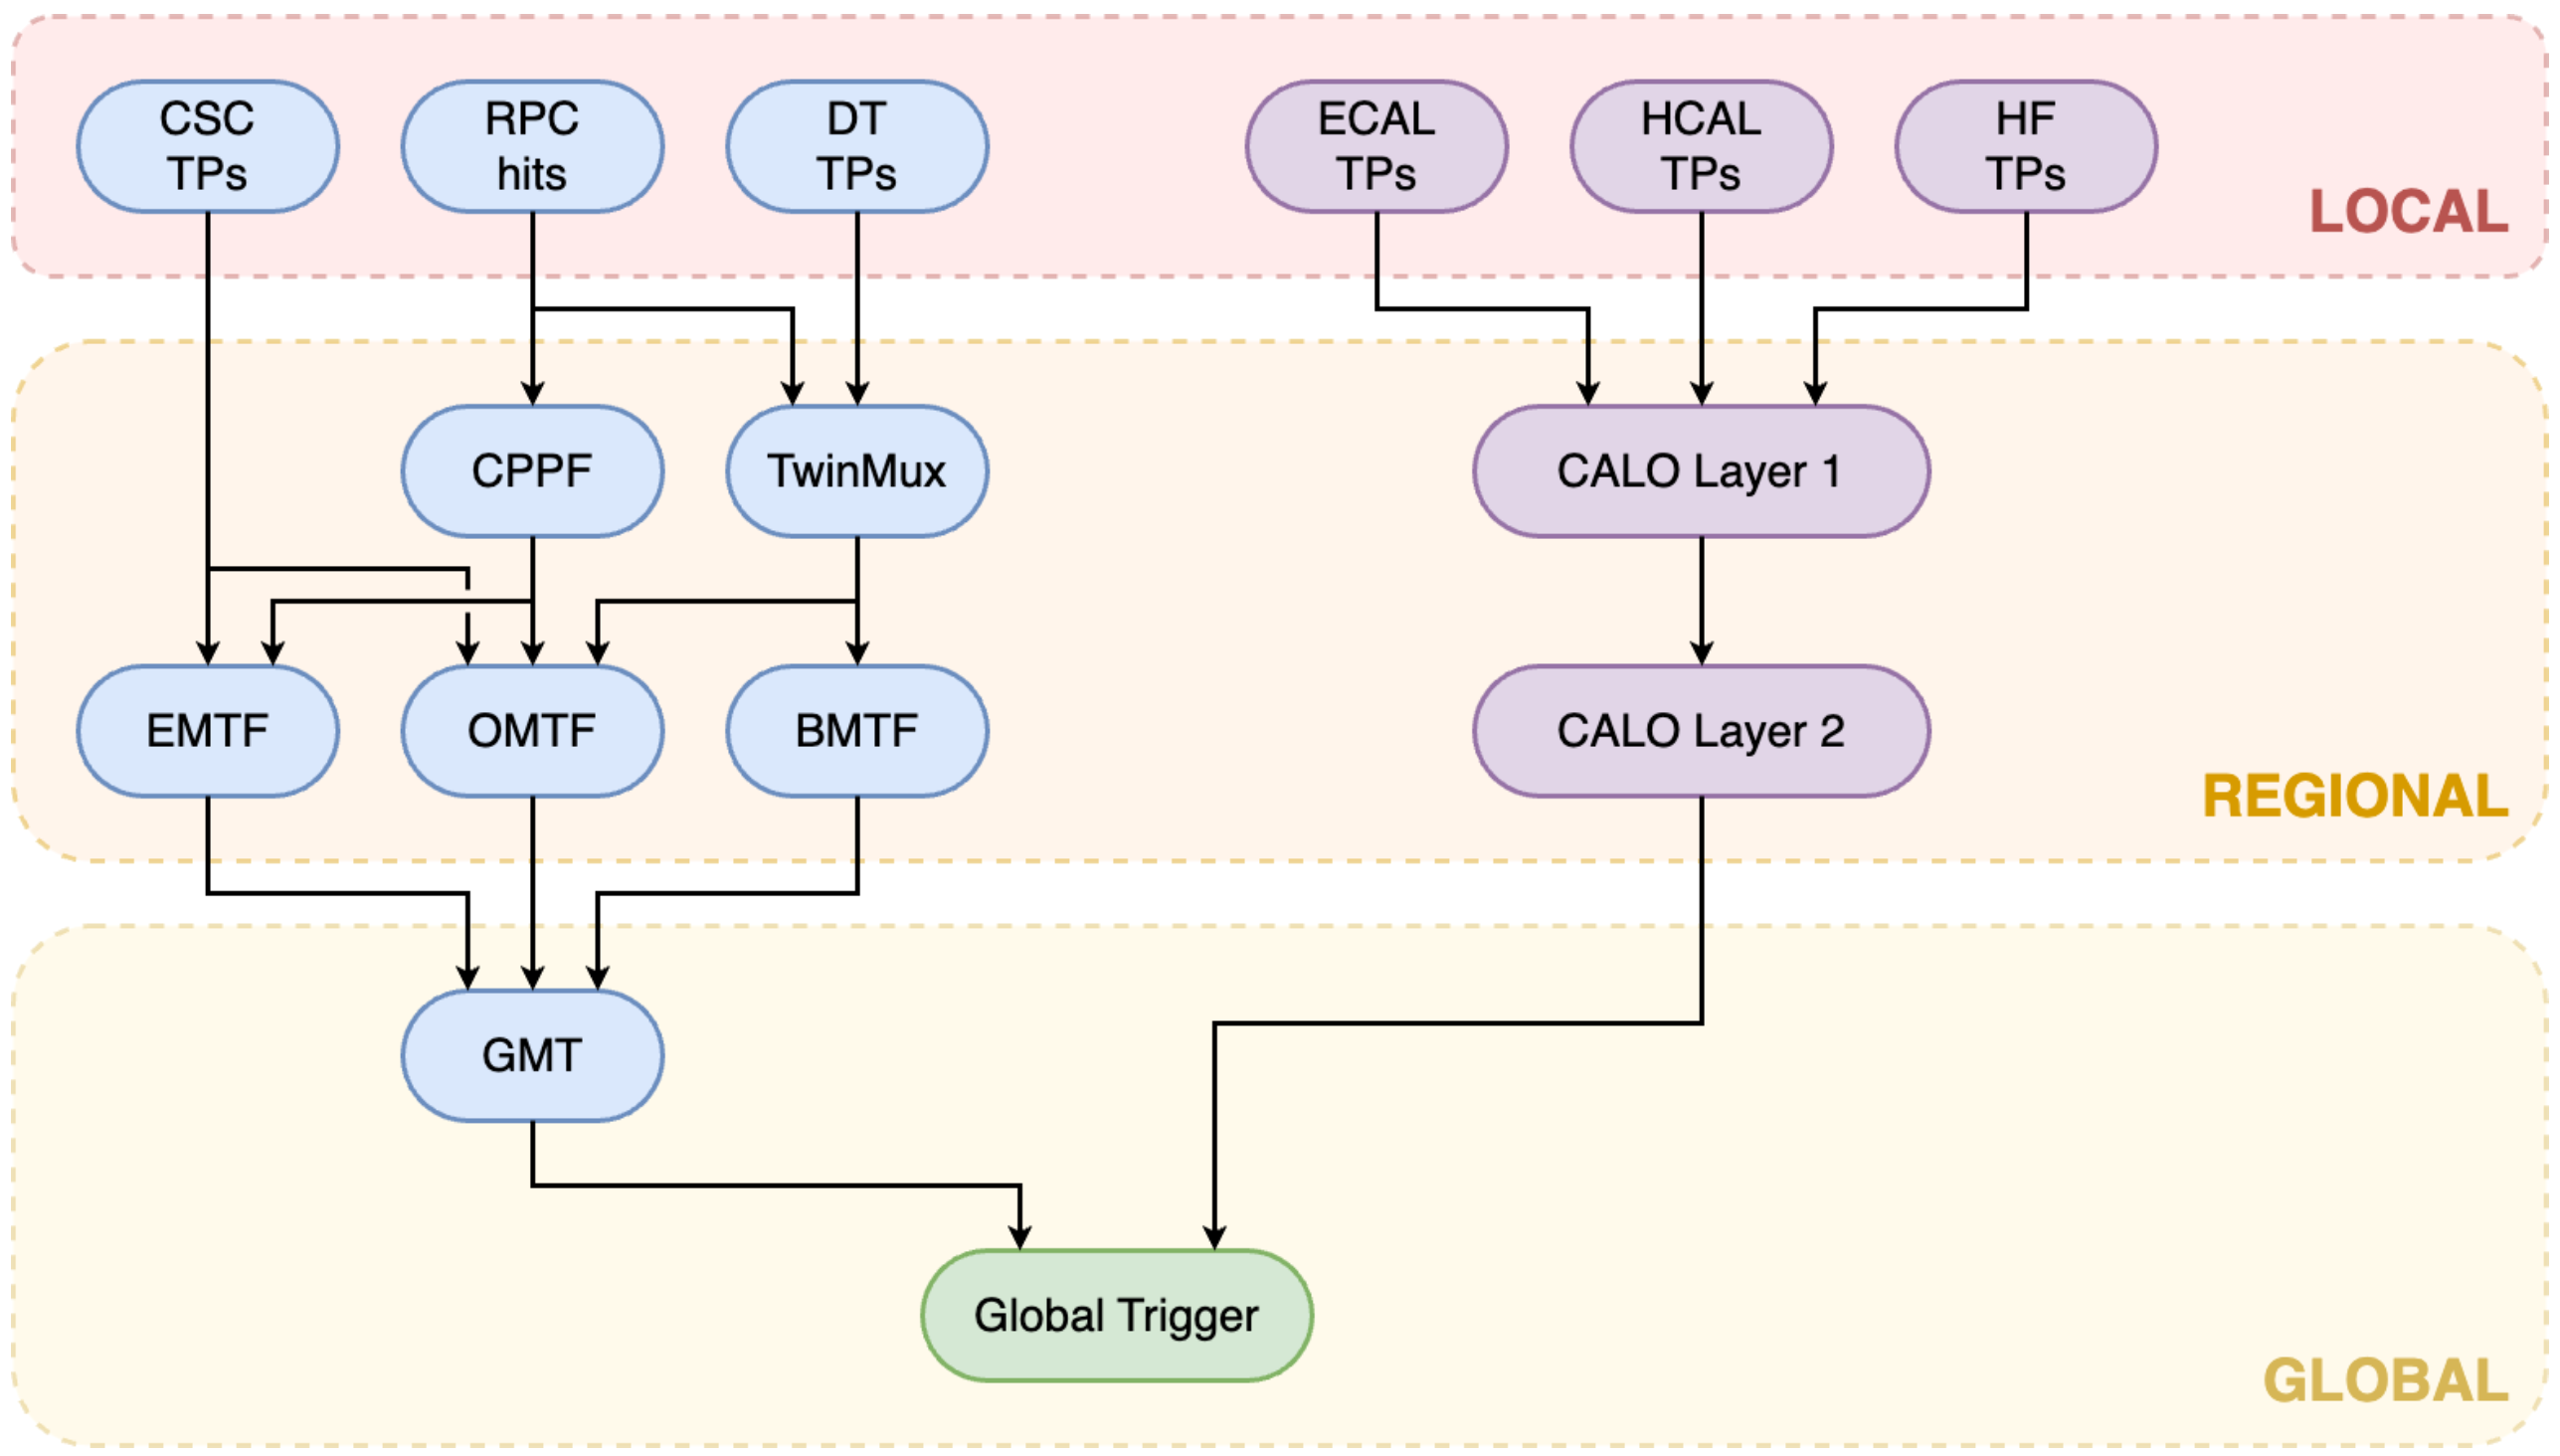 CSC
TPs
RPC
hits
DT
TPs
ECAL
TPs
HCAL
TPs
HF
TPs
LOCAL
CPPF
TwinMux
CALO Layer 1
EMTF
OMTF
BMTF
CALO Layer 2
REGIONAL
GMT
Global Trigger
GLOBAL